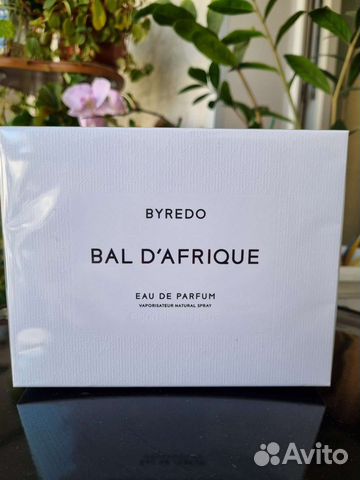 BYREDO
BAL D'AFRIQUE
EAU DE PARFUM
VAPORISATEUR NATURAL SPRAY
Avito